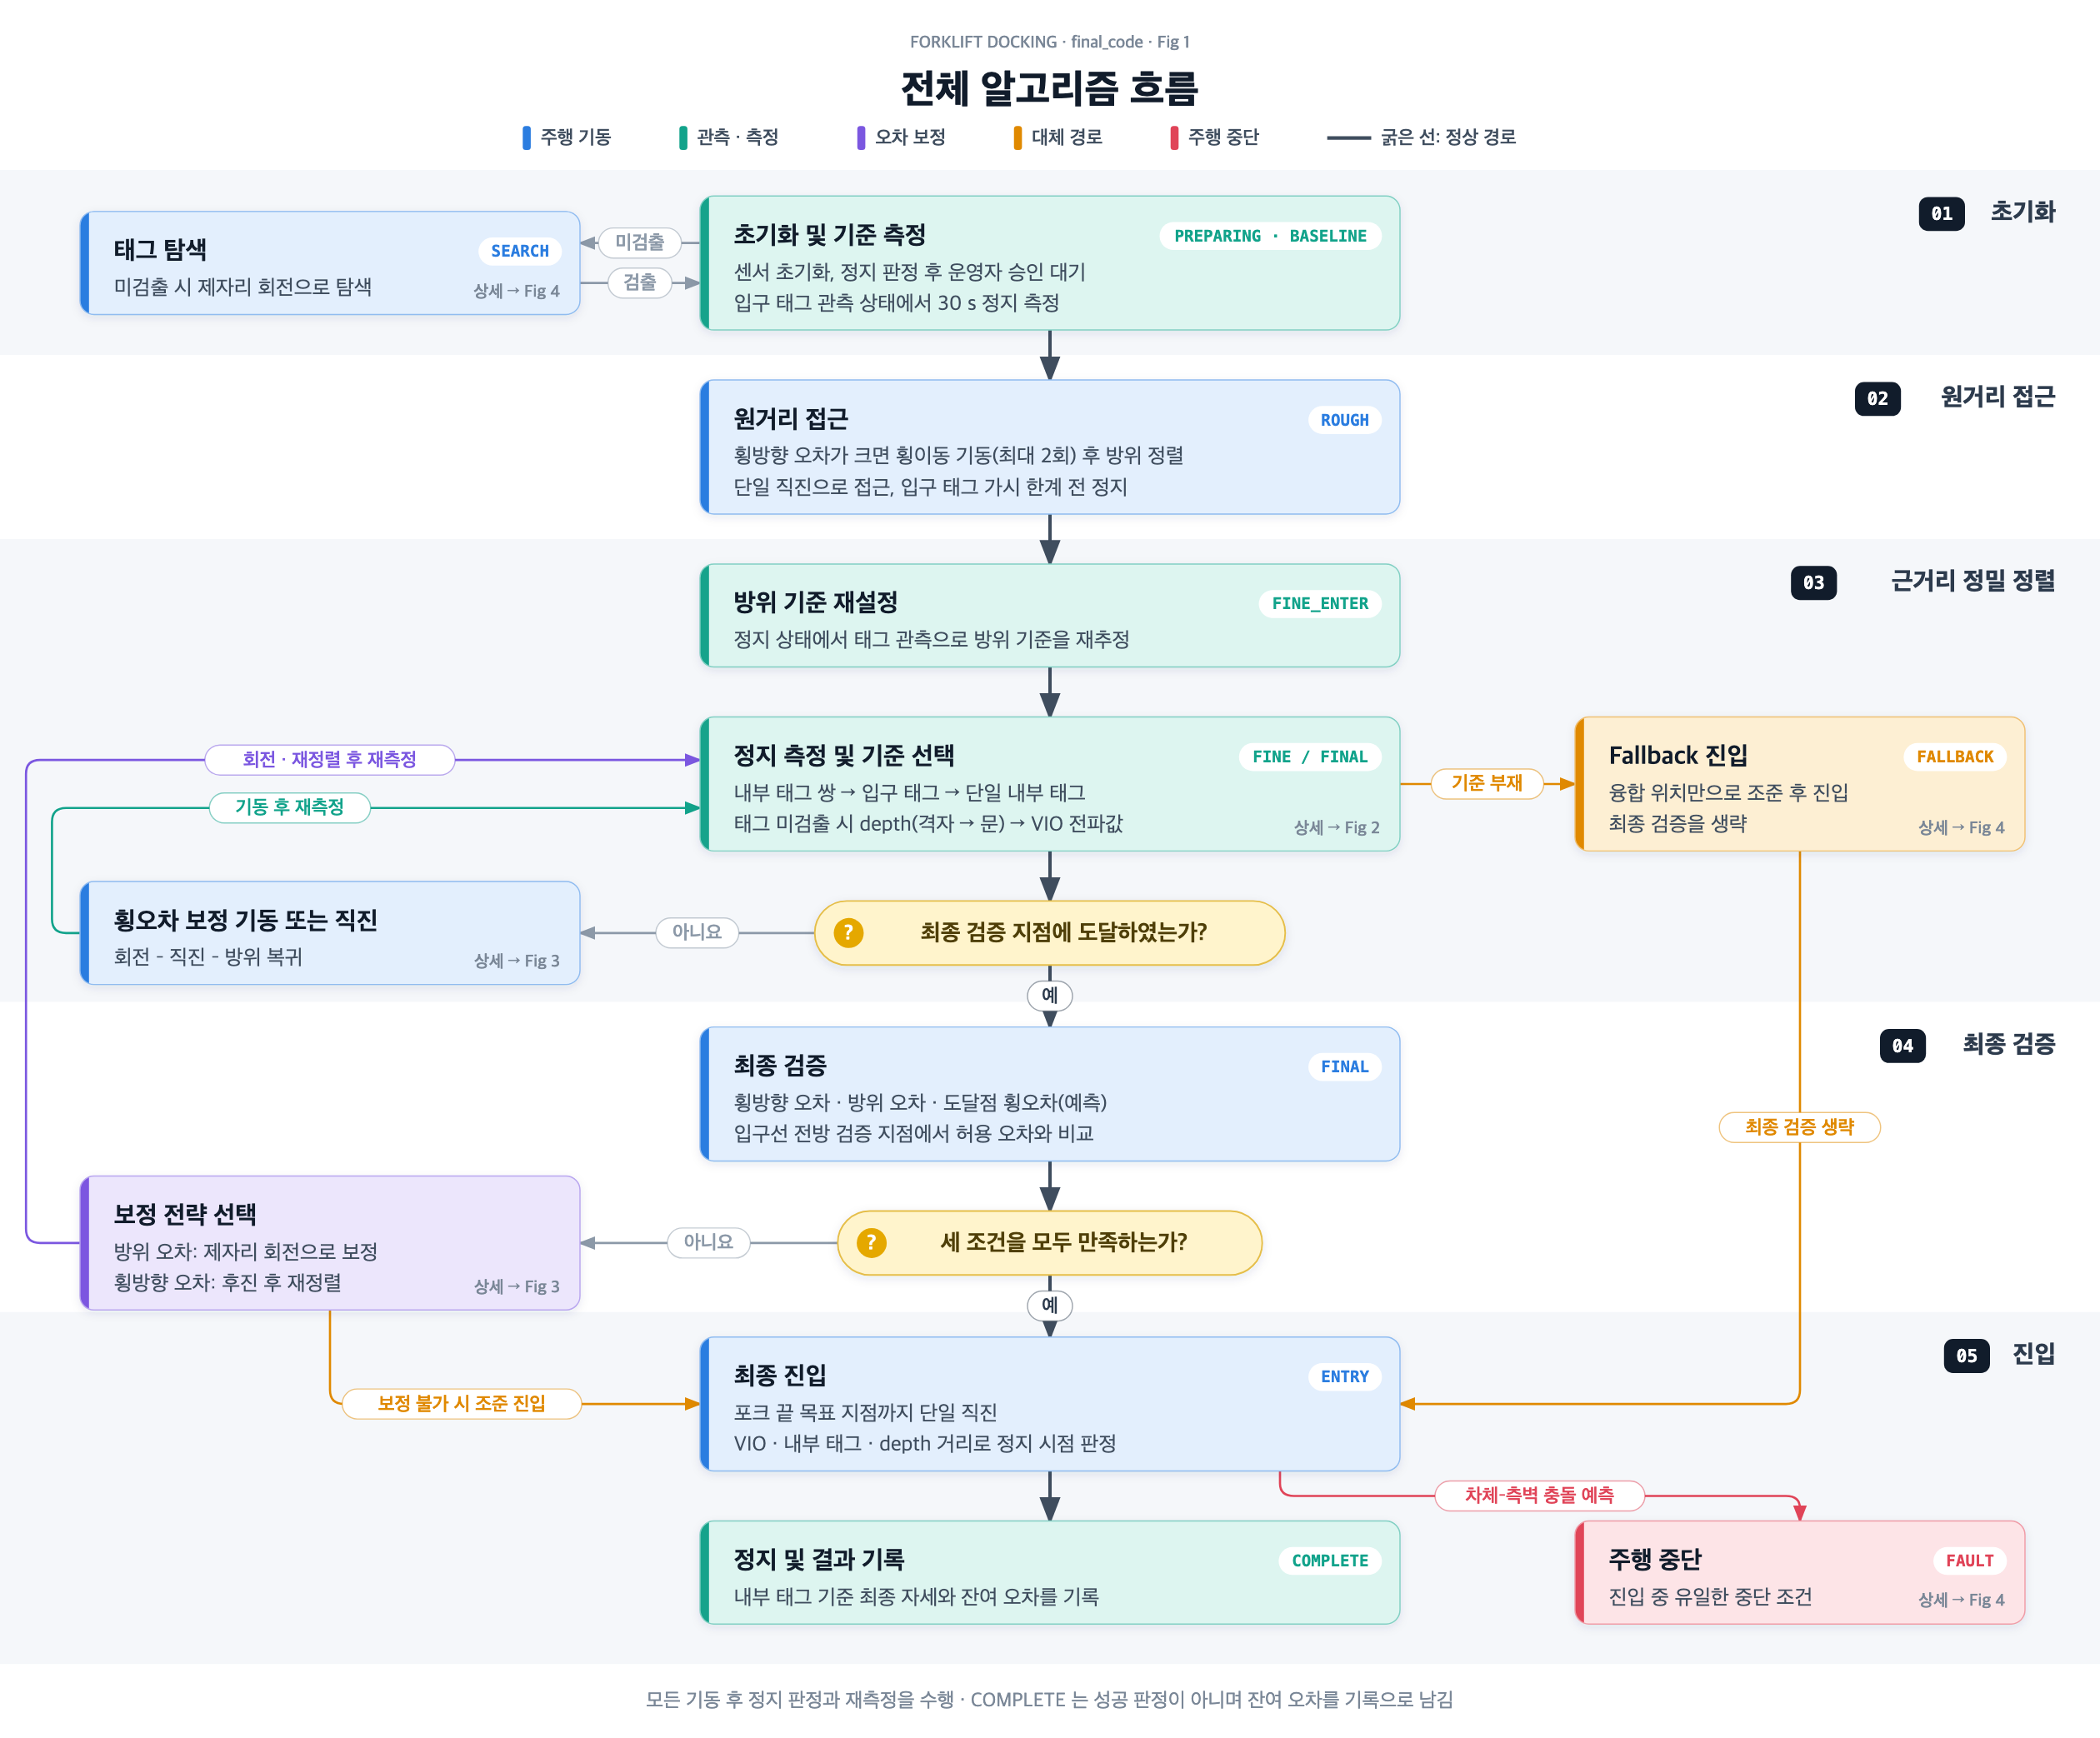 FORKLIFT DOCKING · final_code · Fig 1
전체 알고리즘 흐름
주행 기동
관측 · 측정
오차 보정
대체 경로
주행 중단
굵은 선: 정상 경로
01 초기화
태그 탐색
SEARCH
미검출 시 제자리 회전으로 탐색
상세 → Fig 4
미검출
검출
초기화 및 기준 측정
PREPARING · BASELINE
센서 초기화, 정지 판정 후 운영자 승인 대기
입구 태그 관측 상태에서 30 s 정지 측정
02 원거리 접근
원거리 접근
ROUGH
횡방향 오차가 크면 횡이동 기동(최대 2회) 후 방위 정렬
단일 직진으로 접근, 입구 태그 가시 한계 전 정지
03 근거리 정밀 정렬
방위 기준 재설정
FINE_ENTER
정지 상태에서 태그 관측으로 방위 기준을 재추정
회전 · 재정렬 후 재측정
기동 후 재측정
정지 측정 및 기준 선택
FINE / FINAL
내부 태그 쌍 → 입구 태그 → 단일 내부 태그
태그 미검출 시 depth(격자 → 문) → VIO 전파값
상세 → Fig 2
기준 부재
Fallback 진입
FALLBACK
융합 위치만으로 조준 후 진입
최종 검증을 생략
상세 → Fig 4
횡오차 보정 기동 또는 직진
회전 - 직진 - 방위 복귀
상세 → Fig 3
아니요
? 최종 검증 지점에 도달하였는가?
예
04 최종 검증
최종 검증
FINAL
횡방향 오차 · 방위 오차 · 도달점 횡오차(예측)
입구선 전방 검증 지점에서 허용 오차와 비교
최종 검증 생략
보정 전략 선택
방위 오차: 제자리 회전으로 보정
횡방향 오차: 후진 후 재정렬
상세 → Fig 3
아니요
? 세 조건을 모두 만족하는가?
예
05 진입
보정 불가 시 조준 진입
최종 진입
ENTRY
포크 끝 목표 지점까지 단일 직진
VIO · 내부 태그 · depth 거리로 정지 시점 판정
차체-측벽 충돌 예측
정지 및 결과 기록
COMPLETE
내부 태그 기준 최종 자세와 잔여 오차를 기록
주행 중단
FAULT
진입 중 유일한 중단 조건
상세 → Fig 4
모든 기동 후 정지 판정과 재측정을 수행 · COMPLETE 는 성공 판정이 아니며 잔여 오차를 기록으로 남김